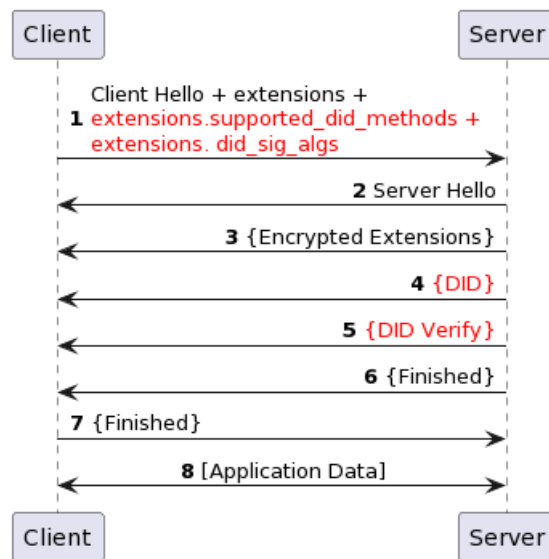 Client
Server
Client Hello + extensions +
1 extensions.supported_did_methods +
extensions. did_sig_algs
2 Server Hello
3 {Encrypted Extensions}
4 {DID}
5 {DID Verify}
6 {Finished}
7 {Finished}
8 [Application Data]
Client
Server